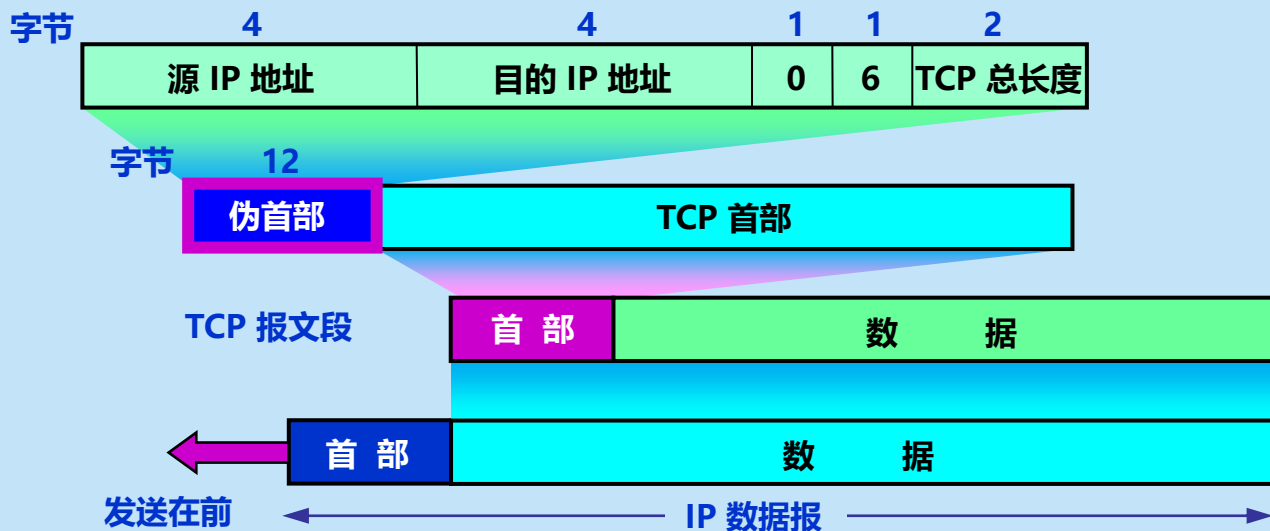 字节 4 4 1 1 2
源 IP 地址 目的 IP 地址 0 6 TCP 总长度
字节 12
伪首部 TCP 首部
TCP 报文段 首 部 数 据
首 部 数 据
发送在前 IP 数据报